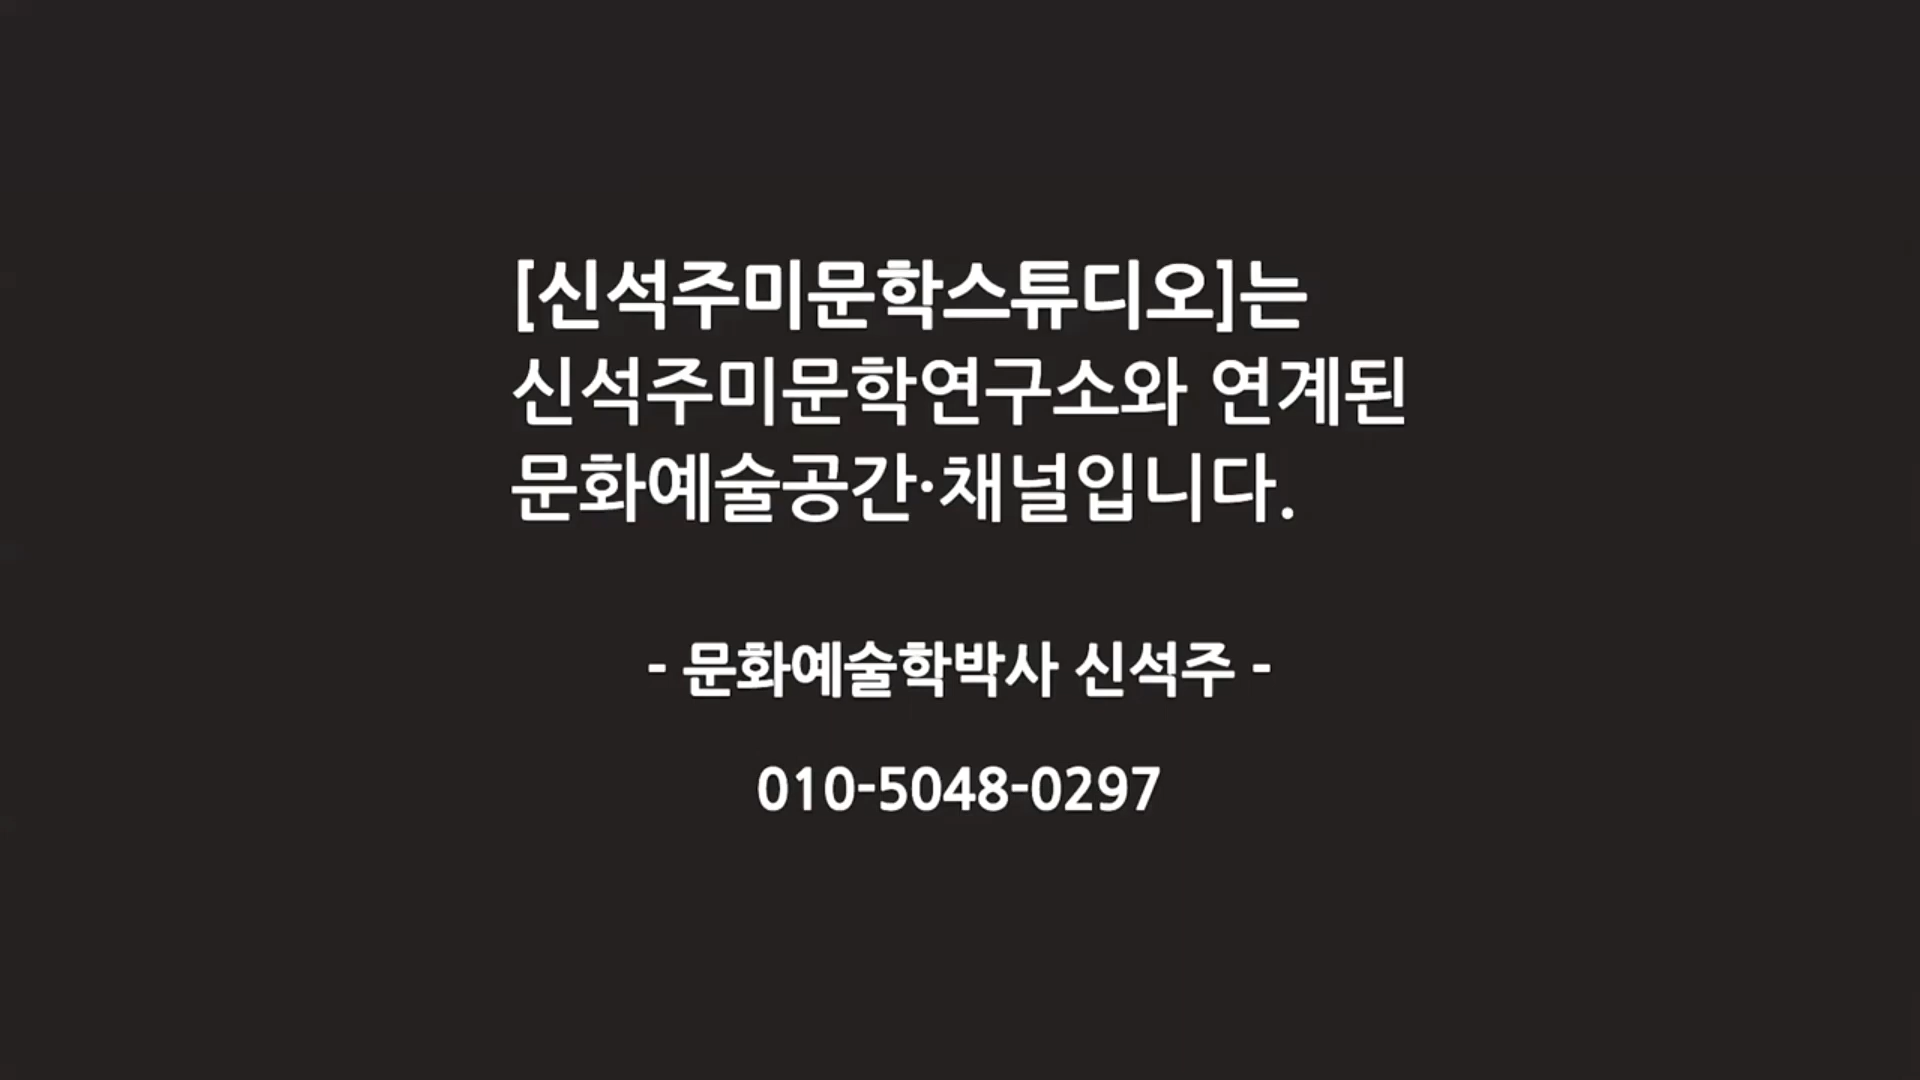 [신석주미문학스튜디오]는
신석주미문학연구소와 연계된
문화예술공간·채널입니다.
- 문화예술학박사 신석주 -
010-5048-0297